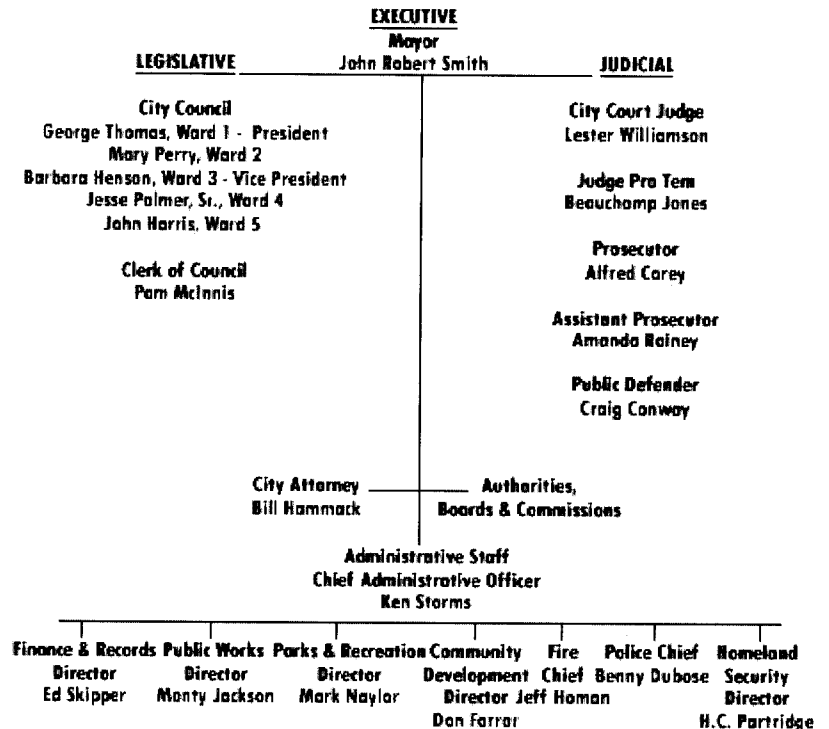 EXECUTIVE
Mayor
John Robert Smith
LEGISLATIVE
City Council
George Thomas, Ward 1 - President
Mary Perry, Ward 2
Barbara Henson, Ward 3 - Vice President
Jesse Palmer, Sr., Ward 4
John Harris, Ward 5
Clerk of Council
Pam McInnis
JUDICIAL
City Court Judge
Lester Williamson
Judge Pro Tem
Beauchamp Jones
Prosecutor
Alfred Corey
Assistant Prosecutor
Amanda Rainey
Public Defender
Craig Conway
City Attorney
Bill Hammack
Authorities,
Boards & Commissions
Administrative Staff
Chief Administrative Officer
Ken Storms
Finance & Records
Director
Ed Skipper
Public Works
Director
Monty Jackson
Parks & Recreation
Director
Mark Naylor
Community
Development
Director
Don Farrar
Fire
Chief
Jeff Homan
Police Chief
Benny Dubose
Homeland
Security
Director
H.C. Partridge